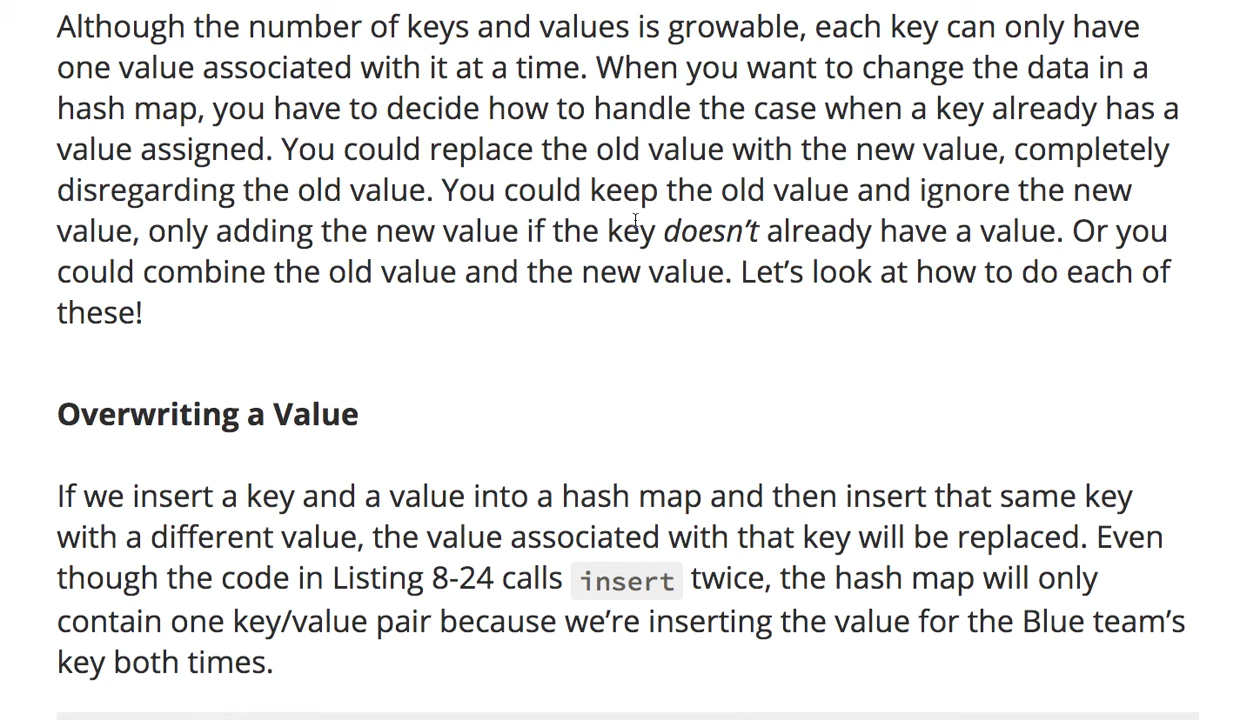 Although the number of keys and values is growable, each key can only have
one value associated with it at a time. When you want to change the data in a
hash map, you have to decide how to handle the case when a key already has a
value assigned. You could replace the old value with the new value, completely
disregarding the old value. You could keep the old value and ignore the new
value, only adding the new value if the key doesn’t already have a value. Or you
could combine the old value and the new value. Let’s look at how to do each of
these!
Overwriting a Value
If we insert a key and a value into a hash map and then insert that same key
with a different value, the value associated with that key will be replaced. Even
though the code in Listing 8-24 calls insert twice, the hash map will only
contain one key/value pair because we’re inserting the value for the Blue team’s
key both times.